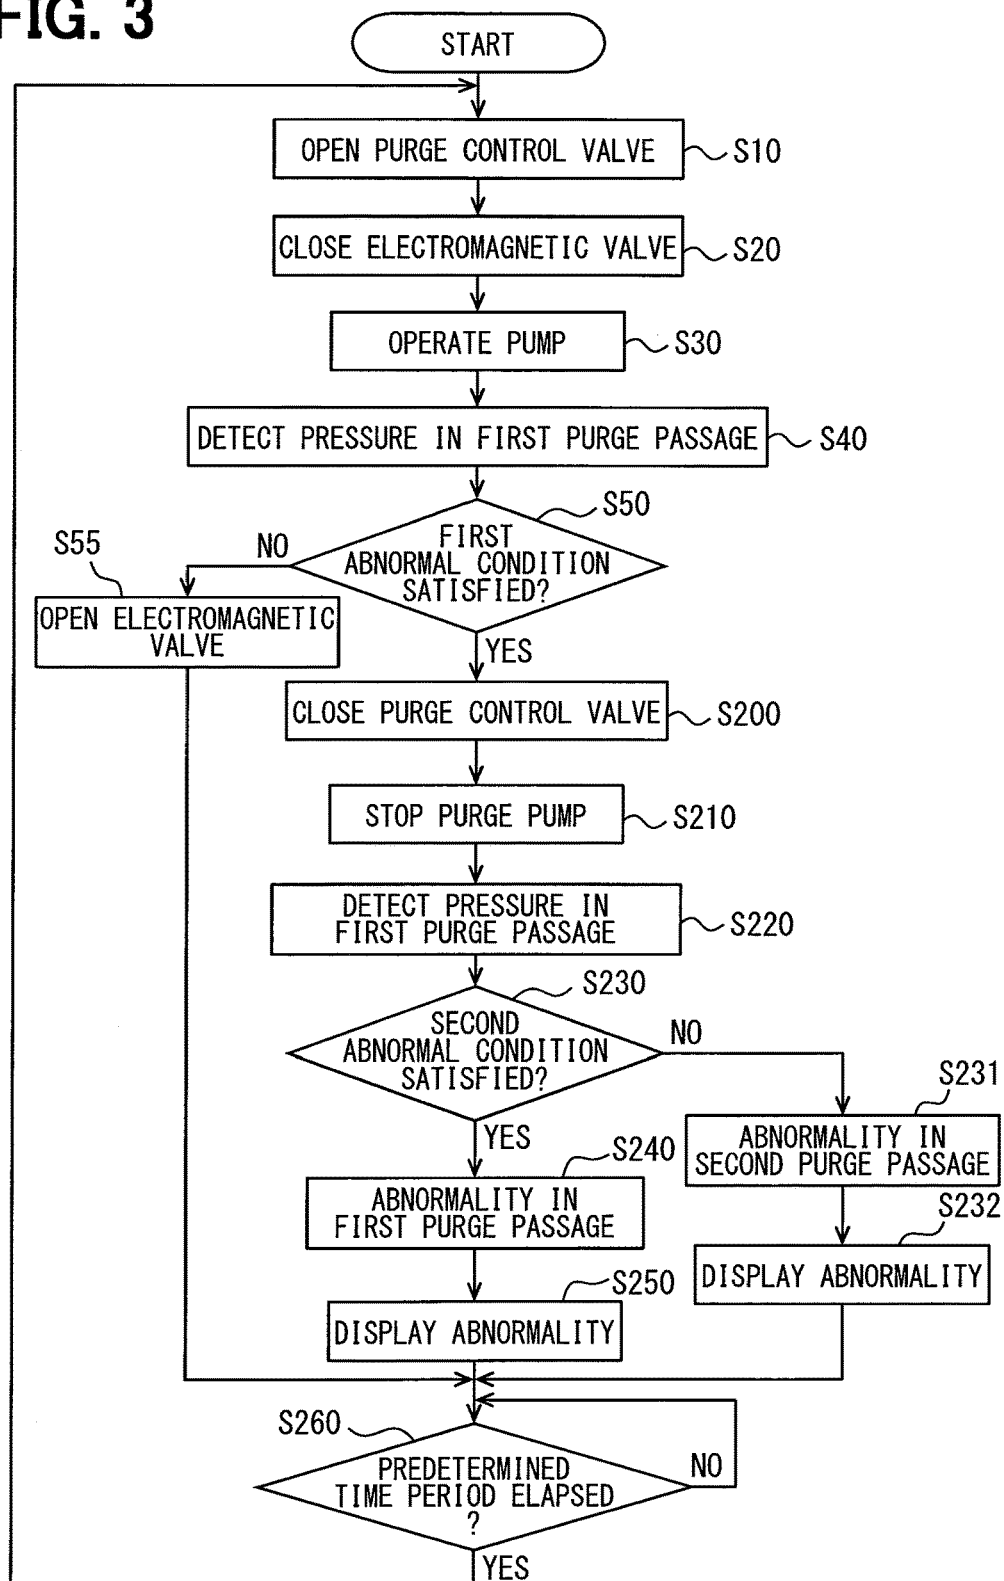 FIG. 3
START
OPEN PURGE CONTROL VALVE
S10
CLOSE ELECTROMAGNETIC VALVE
S20
OPERATE PUMP
S30
DETECT PRESSURE IN FIRST PURGE PASSAGE
S40
S50
FIRST
ABNORMAL CONDITION
SATISFIED?
NO
S55
OPEN ELECTROMAGNETIC
VALVE
YES
CLOSE PURGE CONTROL VALVE
S200
STOP PURGE PUMP
S210
DETECT PRESSURE IN
FIRST PURGE PASSAGE
S220
S230
SECOND
ABNORMAL CONDITION
SATISFIED?
NO
S231
ABNORMALITY IN
SECOND PURGE PASSAGE
YES
S240
ABNORMALITY IN
FIRST PURGE PASSAGE
S232
DISPLAY ABNORMALITY
S250
DISPLAY ABNORMALITY
S260
PREDETERMINED
TIME PERIOD ELAPSED
?
NO
YES